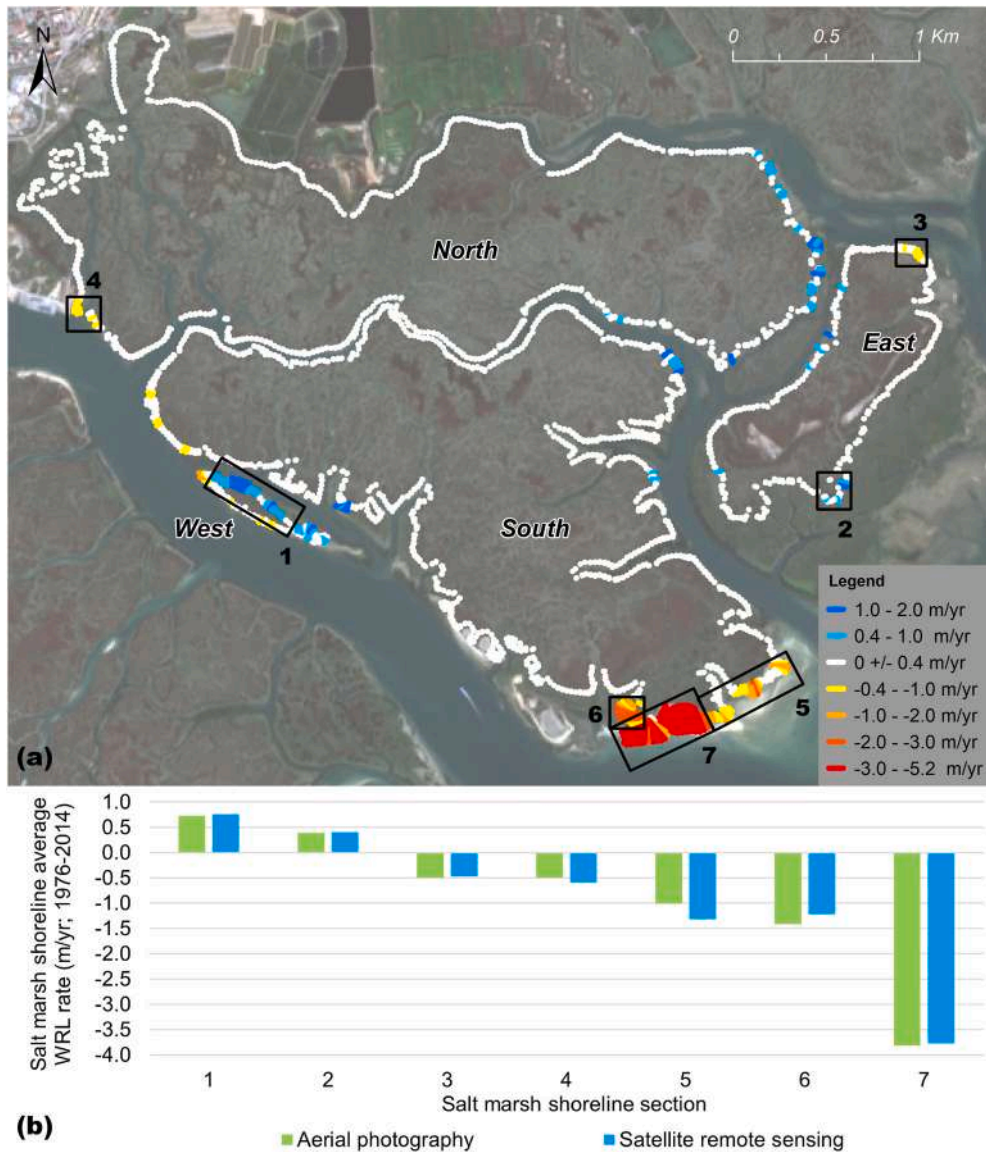 N
0 0.5 1 Km
3
4
North
East
2
West
1
South
Legend
1.0 - 2.0 m/yr
0.4 - 1.0 m/yr
0 +/- 0.4 m/yr
-0.4 - -1.0 m/yr
-1.0 - -2.0 m/yr
-2.0 - -3.0 m/yr
-3.0 - -5.2 m/yr
5
6
7
(a)
Salt marsh shoreline average
WRL rate (m/yr; 1976-2014)
1.0
0.5
0.0
-0.5
-1.0
-1.5
-2.0
-2.5
-3.0
-3.5
-4.0
1 2 3 4 5 6 7
Salt marsh shoreline section
(b)
Aerial photography Satellite remote sensing